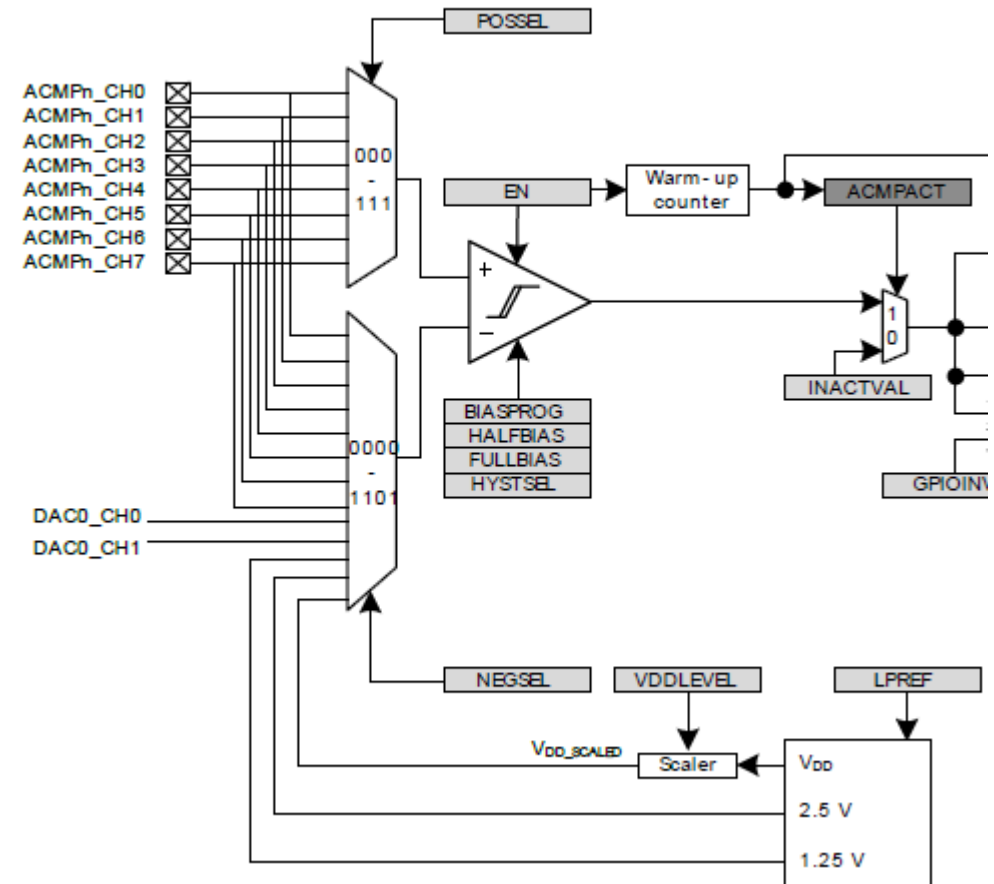 POSSEL
ACMPn_CH0
ACMPn_CH1
ACMPn_CH2
ACMPn_CH3
ACMPn_CH4
ACMPn_CH5
ACMPn_CH6
ACMPn_CH7
000
-
111
EN
Warm-up
counter
ACMPACT
+
−
1
0
INACTVAL
BIASPROG
HALFBIAS
FULLBIAS
HYSTSEL
GPIOINV
0000
-
1101
DAC0_CH0
DAC0_CH1
NEGSEL
VDDLEVEL
LPREF
VDD_SCALED
Scaler
VDD
2.5 V
1.25 V